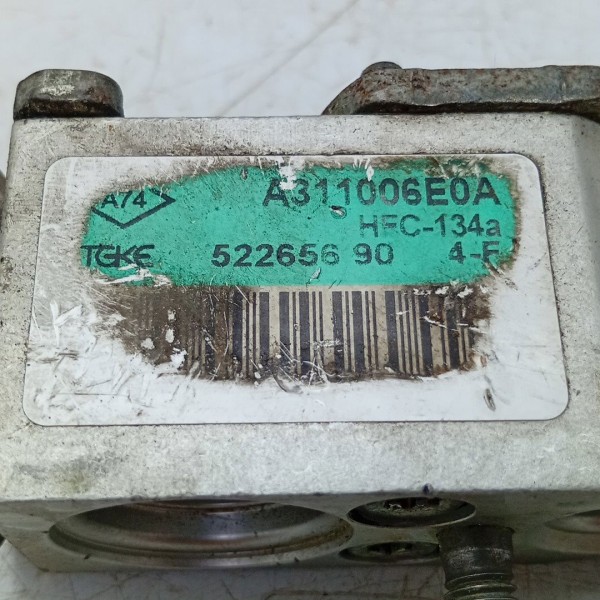 A74 A311006E0A
HFC-134a
TGKE 522656 90 4-F